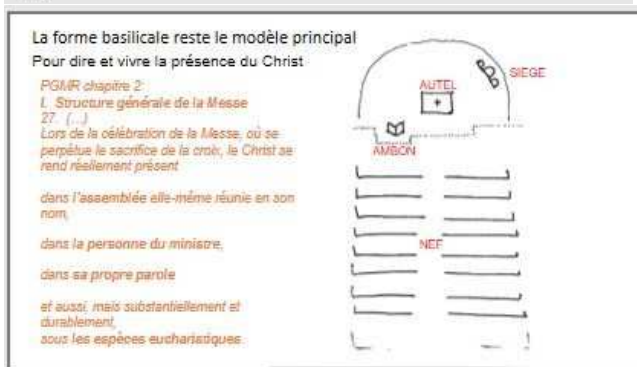 La forme basilicale reste le modèle principal
Pour dire et vivre la présence du Christ
PGMR chapitre 2:
I. Structure générale de la Messe
27. (...)
Lors de la célébration de la Messe, où se
perpétue le sacrifice de la croix, le Christ se
rend réellement présent
dans l'assemblée elle-même réunie en son
nom,
dans la personne du ministre,
dans sa propre parole
et aussi, mais substantiellement et
durablement,
sous les espèces eucharistiques
SIEGE
AUTEL
AMBON
NEF